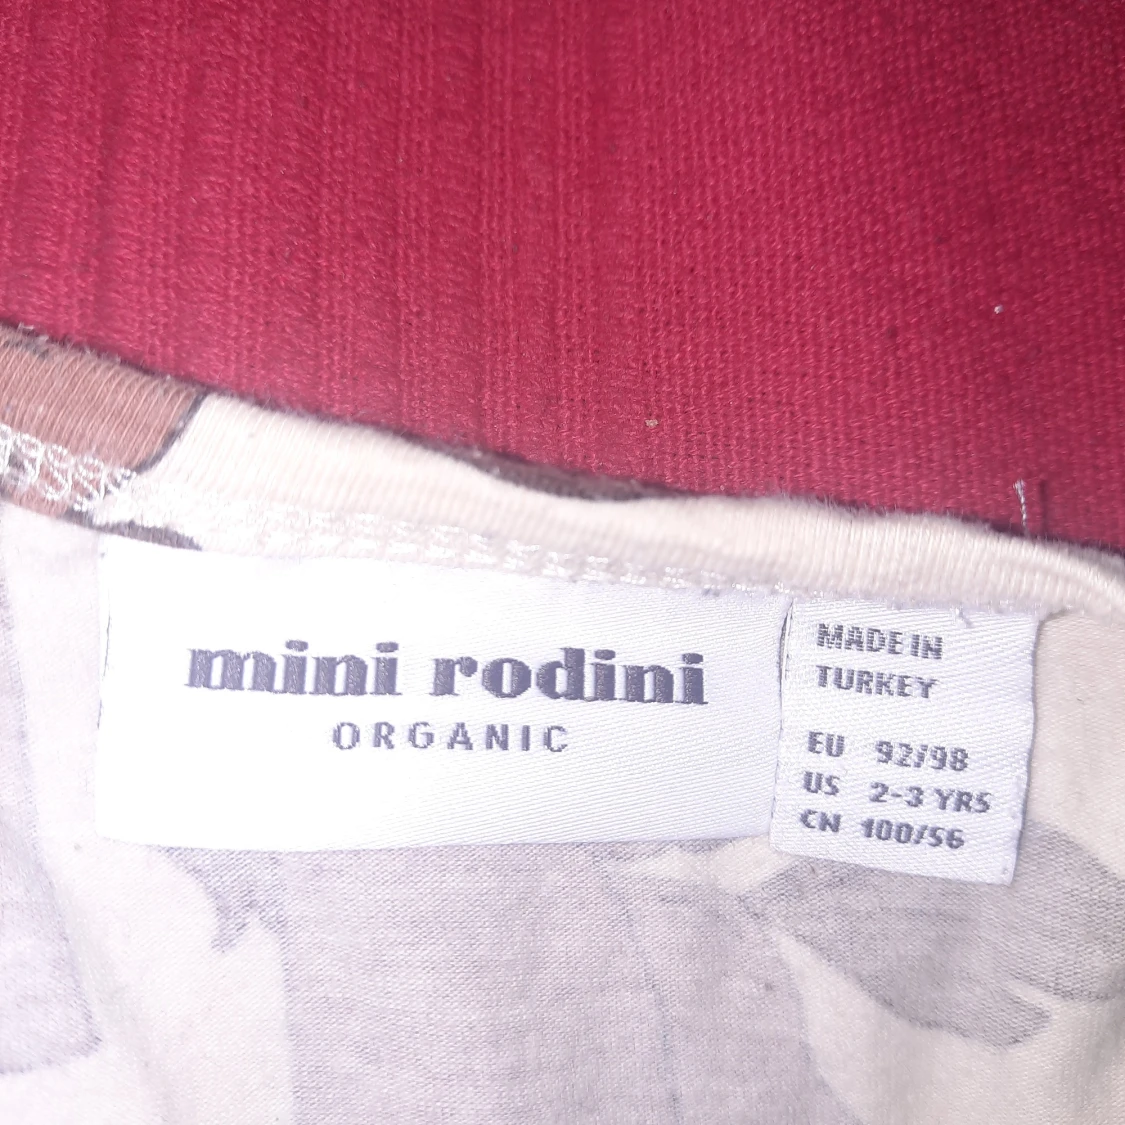 mini rodini
ORGANIC
MADE IN
TURKEY
EU 92/98
US 2-3 YRS
CN 100/56